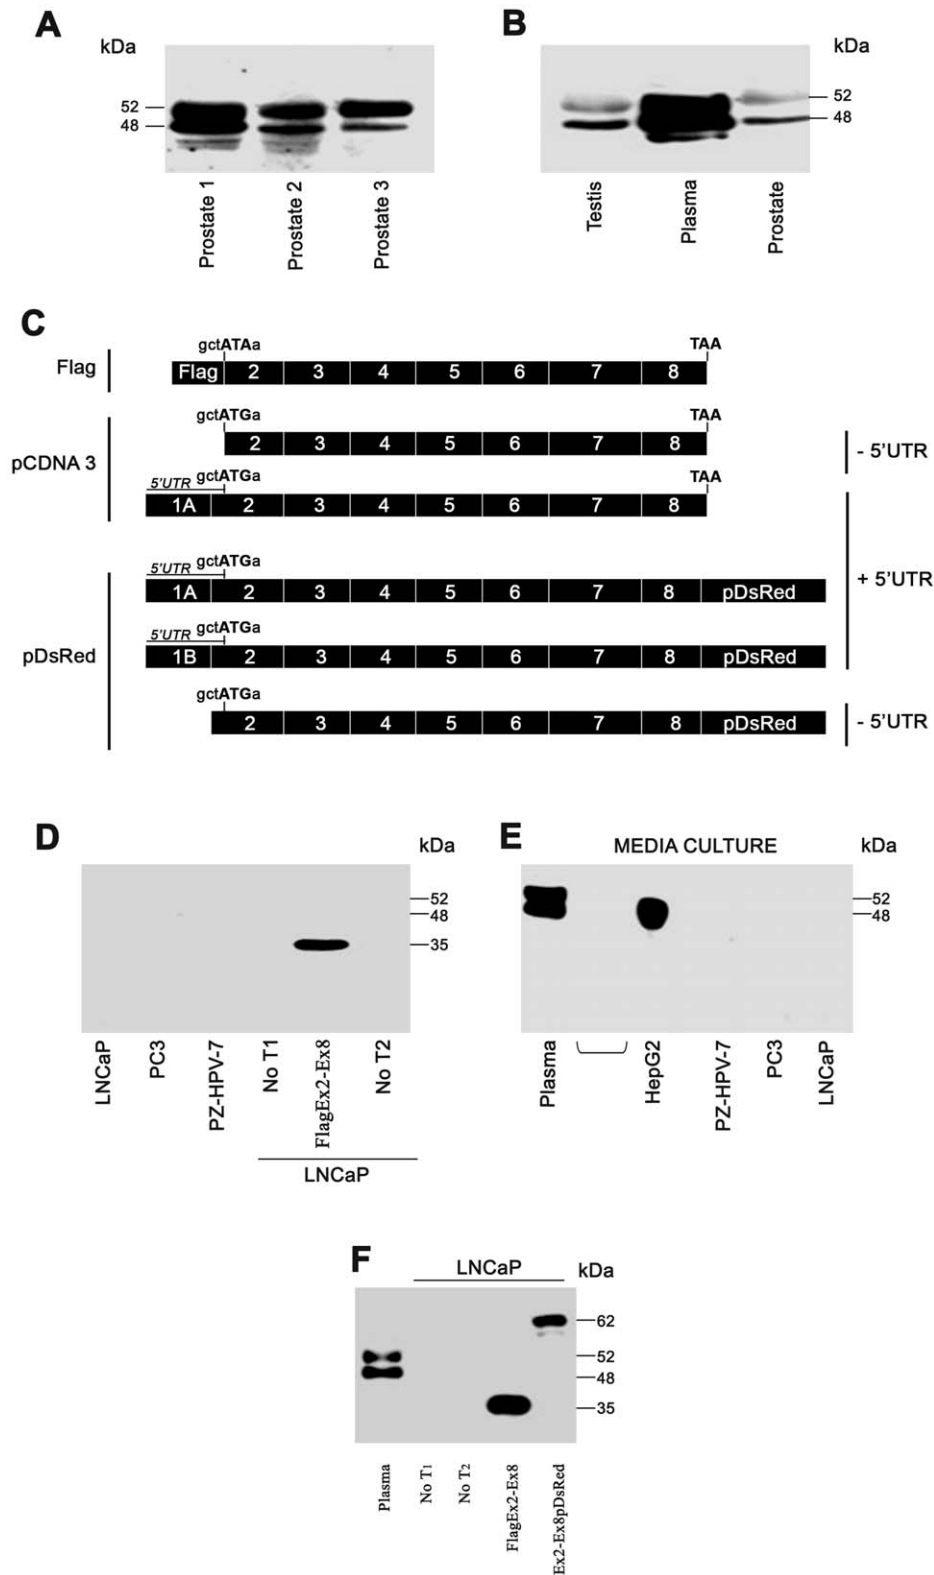 A
kDa
52
48
Prostate 1
Prostate 2
Prostate 3
B
kDa
52
48
Testis
Plasma
Prostate
C
Flag
gctATAa
TAA
Flag 2 3 4 5 6 7 8
pCDNA 3
gctATGa
TAA
2 3 4 5 6 7 8
- 5'UTR
5'UTR
gctATGa
TAA
1A 2 3 4 5 6 7 8
+ 5'UTR
pDsRed
5'UTR
gctATGa
1A 2 3 4 5 6 7 8 pDsRed
5'UTR
gctATGa
1B 2 3 4 5 6 7 8 pDsRed
gctATGa
2 3 4 5 6 7 8 pDsRed
- 5'UTR
D
kDa
52
48
35
LNCaP
PC3
PZ-HPV-7
No T1
FlagEx2-Ex8
No T2
LNCaP
E
MEDIA CULTURE
kDa
52
48
Plasma
HepG2
PZ-HPV-7
PC3
LNCaP
F
LNCaP
kDa
62
52
48
35
Plasma
No T1
No T2
FlagEx2-Ex8
Ex2-Ex8pDsRed